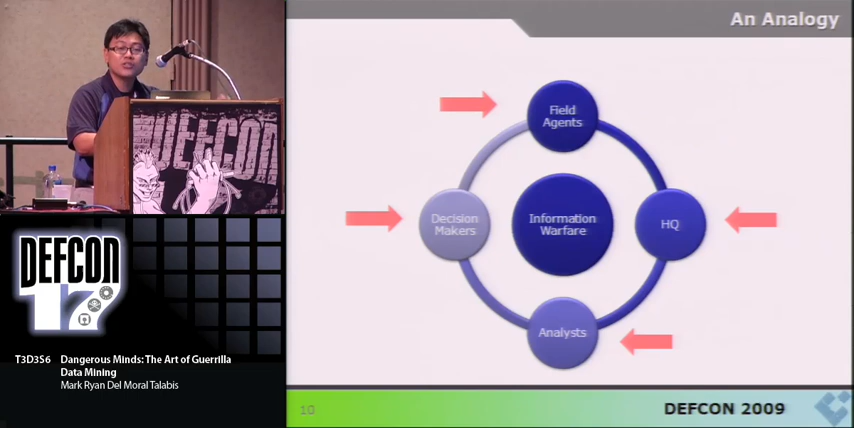 An Analogy
Field
Agents
Decision
Makers
Information
Warfare
HQ
Analysts
DEFCON
DEFCON
17
T3D356 Dangerous Minds: The Art of Guerrilla
Data Mining
Mark Ryan Del Moral Talabis
10
DEFCON 2009